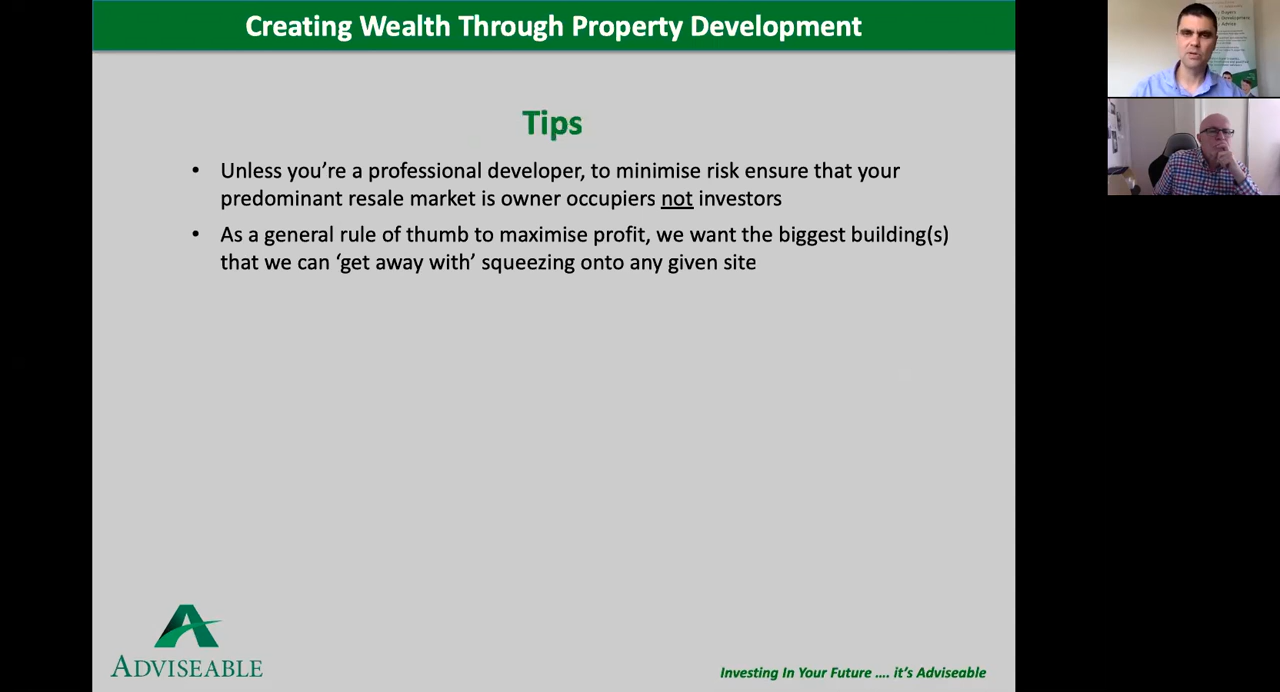 Creating Wealth Through Property Development
Tips
• Unless you’re a professional developer, to minimise risk ensure that your
predominant resale market is owner occupiers not investors
• As a general rule of thumb to maximise profit, we want the biggest building(s)
that we can ‘get away with’ squeezing onto any given site
ADVISEABLE
Investing In Your Future .... it’s Adviseable